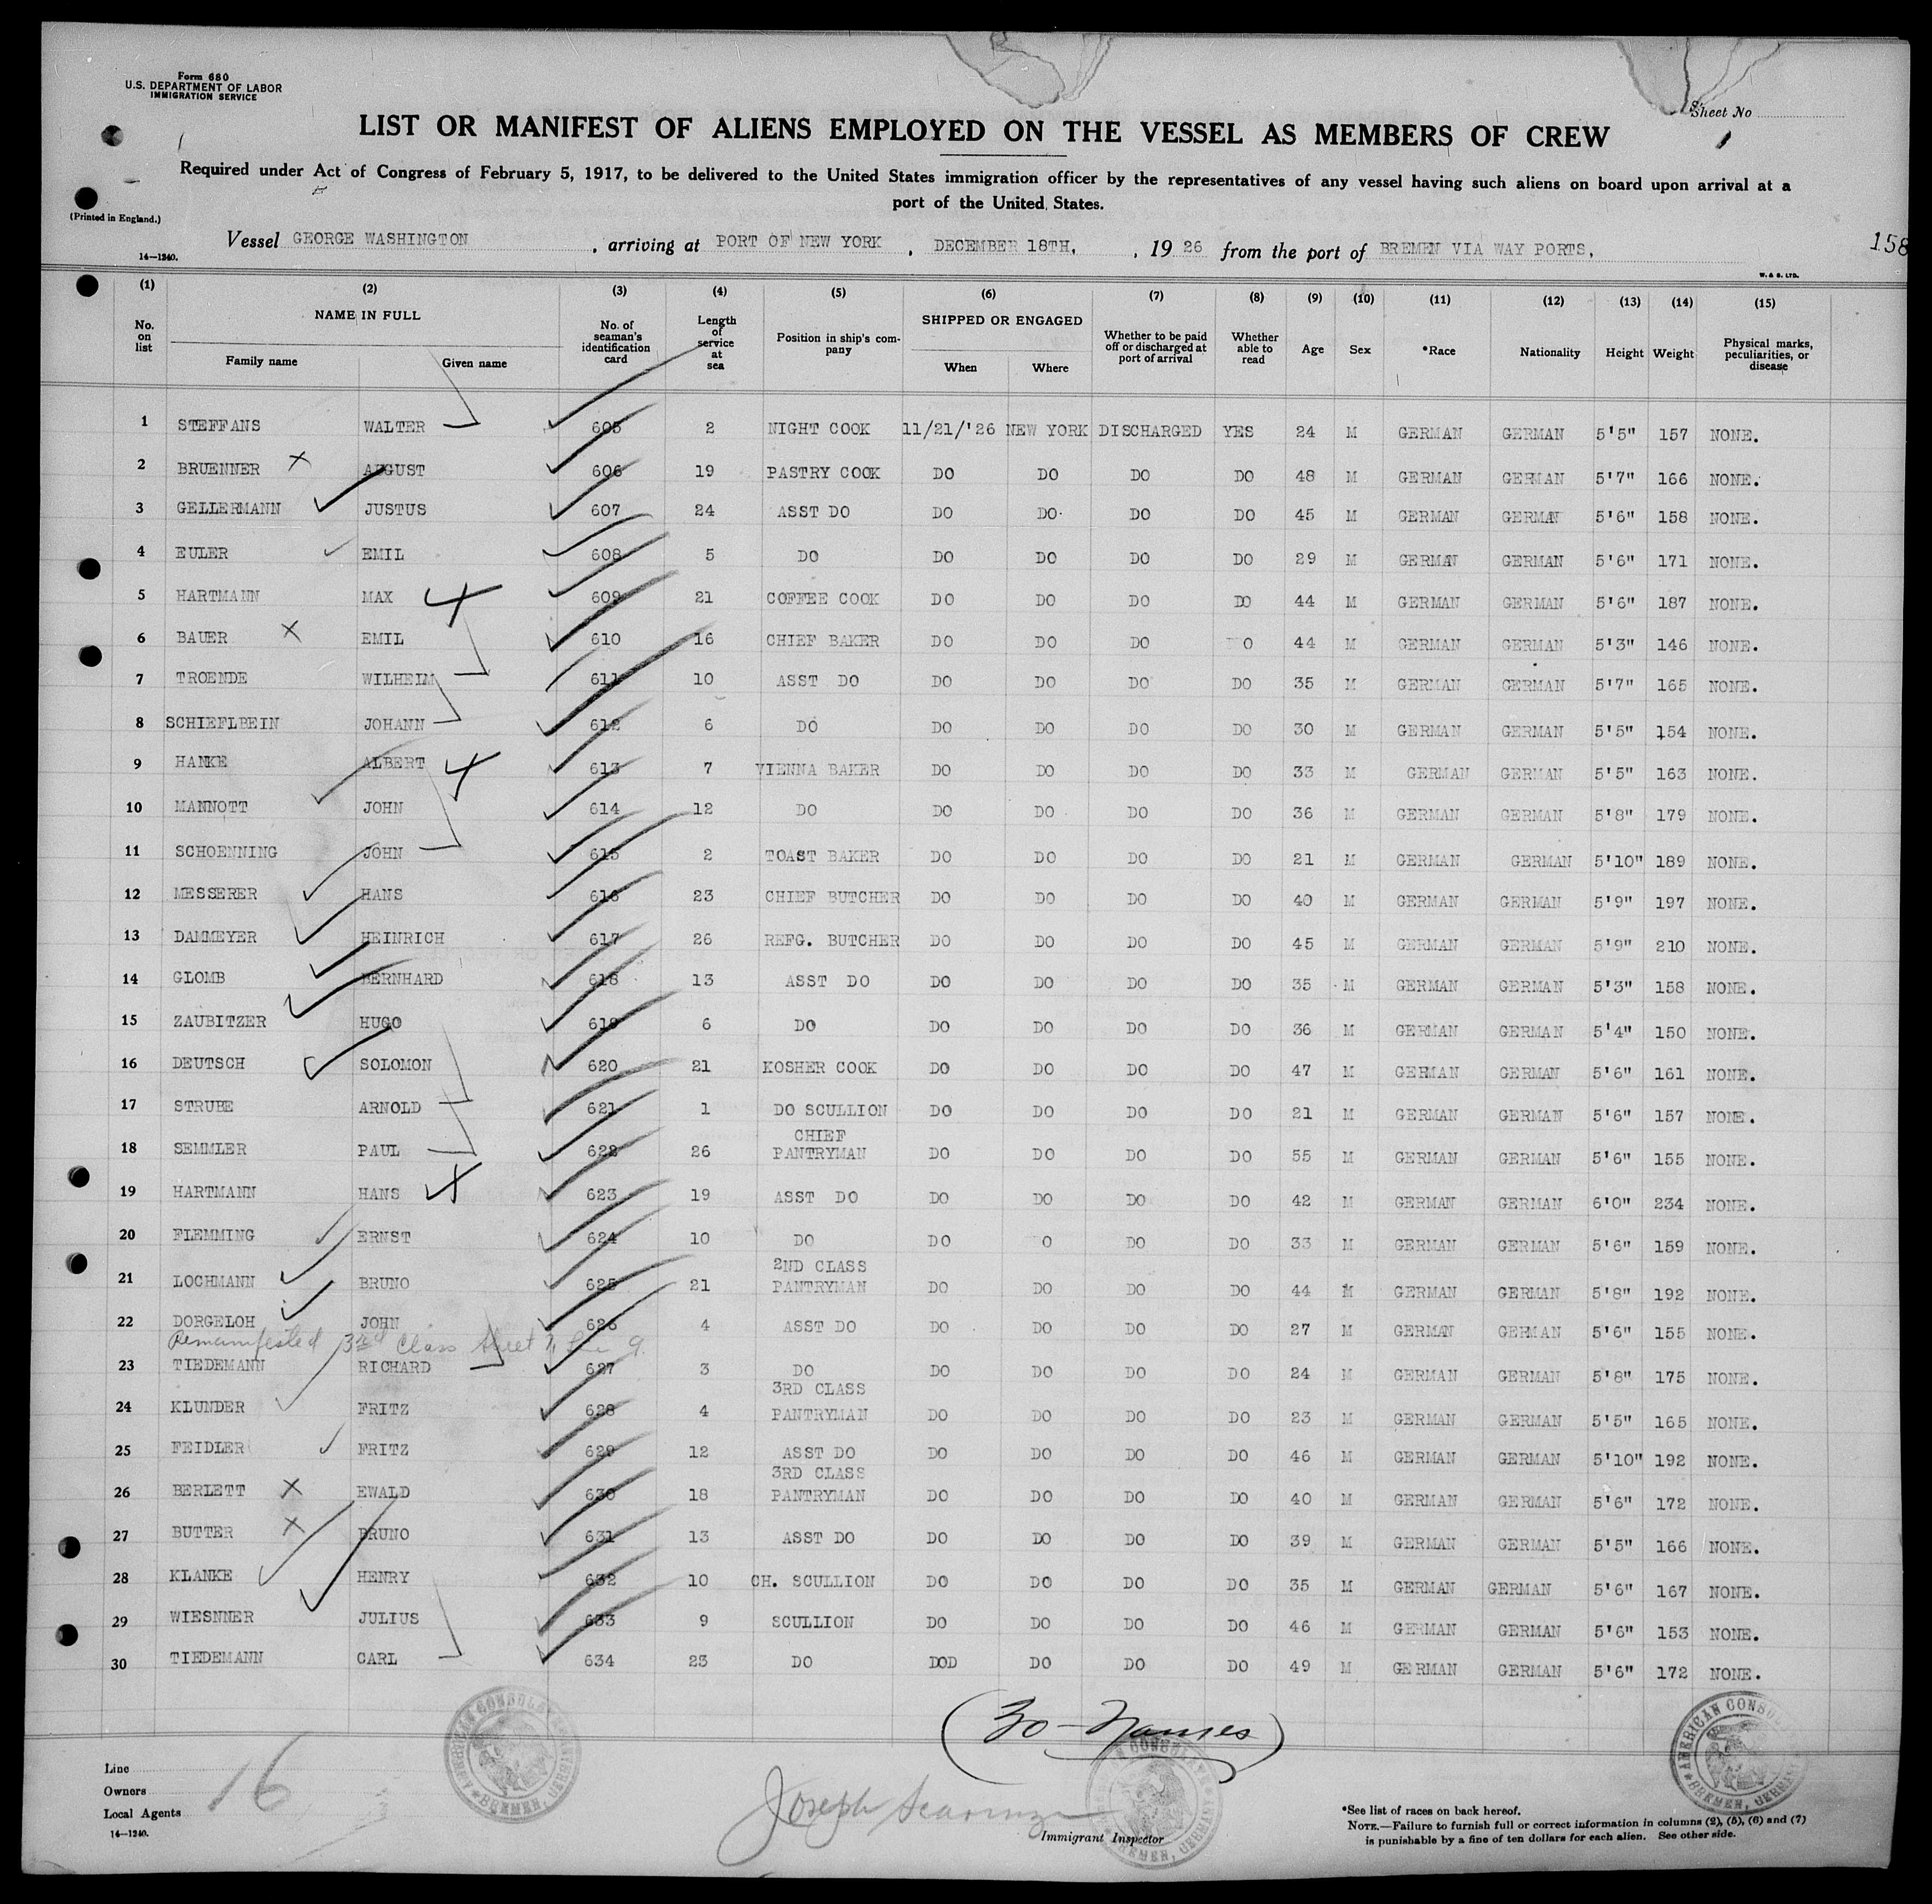 Form 680
U.S. DEPARTMENT OF LABOR
IMMIGRATION SERVICE
Sheet No
1
LIST OR MANIFEST OF ALIENS EMPLOYED ON THE VESSEL AS MEMBERS OF CREW
Required under Act of Congress of February 5, 1917, to be delivered to the United States immigration officer by the representatives of any vessel having such aliens on board upon arrival at a
port of the United States.
(Printed in England.)
Vessel GEORGE WASHINGTON, arriving at PORT OF NEW YORK, DECEMBER 18TH, , 1926 from the port of BREMEN VIA WAY PORTS,
158
14—1240.
W. & S. LTD.
(1) (2) (3) (4) (5) (6) (7) (8) (9) (10) (11) (12) (13) (14) (15)
No. on list NAME IN FULL Family name Given name No. of seaman's identification card Length of service at sea Position in ship's company SHIPPED OR ENGAGED When Where Whether to be paid off or discharged at port of arrival Whether able to read Age Sex *Race Nationality Height Weight Physical marks, peculiarities, or disease
1 STEFFANS WALTER 605 2 NIGHT COOK 11/21/'26 NEW YORK DISCHARGED YES 24 M GERMAN GERMAN 5'5" 157 NONE.
2 BRUENNER AUGUST 606 19 PASTRY COOK DO DO DO DO 48 M GERMAN GERMAN 5'7" 166 NONE.
3 GELLERMANN JUSTUS 607 24 ASST DO DO DO DO DO 45 M GERMAN GERMAN 5'6" 158 NONE.
4 EULER EMIL 608 5 DO DO DO DO DO 29 M GERMAN GERMAN 5'6" 171 NONE.
5 HARTMANN MAX 609 21 COFFEE COOK DO DO DO DO 44 M GERMAN GERMAN 5'6" 187 NONE.
6 BAUER EMIL 610 16 CHIEF BAKER DO DO DO O 44 M GERMAN GERMAN 5'3" 146 NONE.
7 TROENDE WILHELM 611 10 ASST DO DO DO DO DO 35 M GERMAN GERMAN 5'7" 165 NONE.
8 SCHIEFLBEIN JOHANN 612 6 DO DO DO DO DO 30 M GERMAN GERMAN 5'5" 154 NONE.
9 HANKE ALBERT 613 7 VIENNA BAKER DO DO DO DO 33 M GERMAN GERMAN 5'5" 163 NONE.
10 MANNOTT JOHN 614 12 DO DO DO DO DO 36 M GERMAN GERMAN 5'8" 179 NONE.
11 SCHOENNING JOHN 615 2 TOAST BAKER DO DO DO DO 21 M GERMAN GERMAN 5'10" 189 NONE.
12 MESSERER HANS 616 23 CHIEF BUTCHER DO DO DO DO 40 M GERMAN GERMAN 5'9" 197 NONE.
13 DAMMEYER HEINRICH 617 26 REFG. BUTCHER DO DO DO DO 45 M GERMAN GERMAN 5'9" 210 NONE.
14 GLOMB BERNHARD 618 13 ASST DO DO DO DO DO 35 M GERMAN GERMAN 5'3" 158 NONE.
15 ZAUBITZER HUGO 619 6 DO DO DO DO DO 36 M GERMAN GERMAN 5'4" 150 NONE.
16 DEUTSCH SOLOMON 620 21 KOSHER COOK DO DO DO DO 47 M GERMAN GERMAN 5'6" 161 NONE.
17 STRUBE ARNOLD 621 1 DO SCULLION DO DO DO DO 21 M GERMAN GERMAN 5'6" 157 NONE.
18 SEMMLER PAUL 622 26 CHIEF PANTRYMAN DO DO DO DO 55 M GERMAN GERMAN 5'6" 155 NONE.
19 HARTMANN HANS 623 19 ASST DO DO DO DO DO 42 M GERMAN GERMAN 6'0" 234 NONE.
20 FLEMMING ERNST 624 10 DO DO O DO DO 33 M GERMAN GERMAN 5'6" 159 NONE.
21 LOCHMANN BRUNO 625 21 2ND CLASS PANTRYMAN DO DO DO DO 44 M GERMAN GERMAN 5'8" 192 NONE.
22 DORGELOH JOHN 626 4 ASST DO DO DO DO DO 27 M GERMAN GERMAN 5'6" 155 NONE.
Remanifested 3rd Class Sheet 7, Line 9.
23 TIEDEMANN RICHARD 627 3 DO DO DO DO DO 24 M GERMAN GERMAN 5'8" 175 NONE.
24 KLUNDER FRITZ 628 4 3RD CLASS PANTRYMAN DO DO DO DO 23 M GERMAN GERMAN 5'5" 165 NONE.
25 FEIDLER FRITZ 629 12 ASST DO DO DO DO DO 46 M GERMAN GERMAN 5'10" 192 NONE.
26 BERLETT EWALD 630 18 3RD CLASS PANTRYMAN DO DO DO DO 40 M GERMAN GERMAN 5'6" 172 NONE.
27 BUTTER BRUNO 631 13 ASST DO DO DO DO DO 39 M GERMAN GERMAN 5'5" 166 NONE.
28 KLANKE HENRY 632 10 CH. SCULLION DO DO DO DO 35 M GERMAN GERMAN 5'6" 167 NONE.
29 WIESNNER JULIUS 633 9 SCULLION DO DO DO DO 46 M GERMAN GERMAN 5'6" 153 NONE.
30 TIEDEMANN CARL 634 23 DO DOD DO DO DO 49 M GERMAN GERMAN 5'6" 172 NONE.
(30 - Names)
AMERICAN CONSULATE BREMEN, GERMANY
AMERICAN CONSULATE BREMEN, GERMANY
AMERICAN CONSULATE BREMEN, GERMANY
Line
Owners
Local Agents
16
14—1240.
Joseph
Immigrant Inspector
*See list of races on back hereof.
NOTE.—Failure to furnish full or correct information in columns (2), (5), (6) and (7)
is punishable by a fine of ten dollars for each alien. See other side.